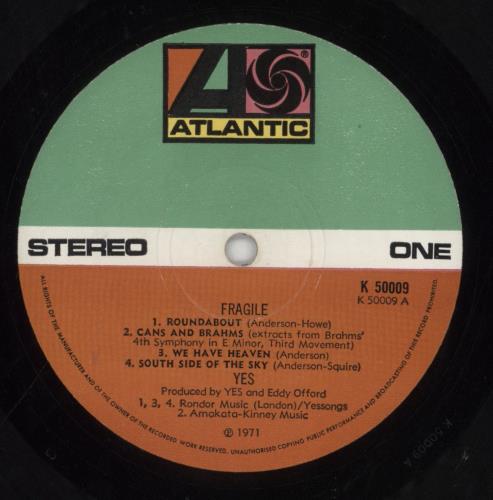 ATLANTIC
®
STEREO ONE
K 50009
K 50009 A
FRAGILE
1. ROUNDABOUT (Anderson-Howe)
2. CANS AND BRAHMS (extracts from Brahms'
4th Symphony in E Minor, Third Movement)
3. WE HAVE HEAVEN (Anderson)
4. SOUTH SIDE OF THE SKY (Anderson-Squire)
YES
Produced by YES and Eddy Offord
1, 3, 4. Rondor Music (London)/Yessongs
2. Amakata-Kinney Music
℗ 1971
ALL RIGHTS OF THE MANUFACTURER AND OF THE OWNER OF THE RECORDED WORK RESERVED. UNAUTHORISED COPYING PUBLIC PERFORMANCE AND BROADCASTING OF THIS RECORD PROHIBITED.
K 50009 A